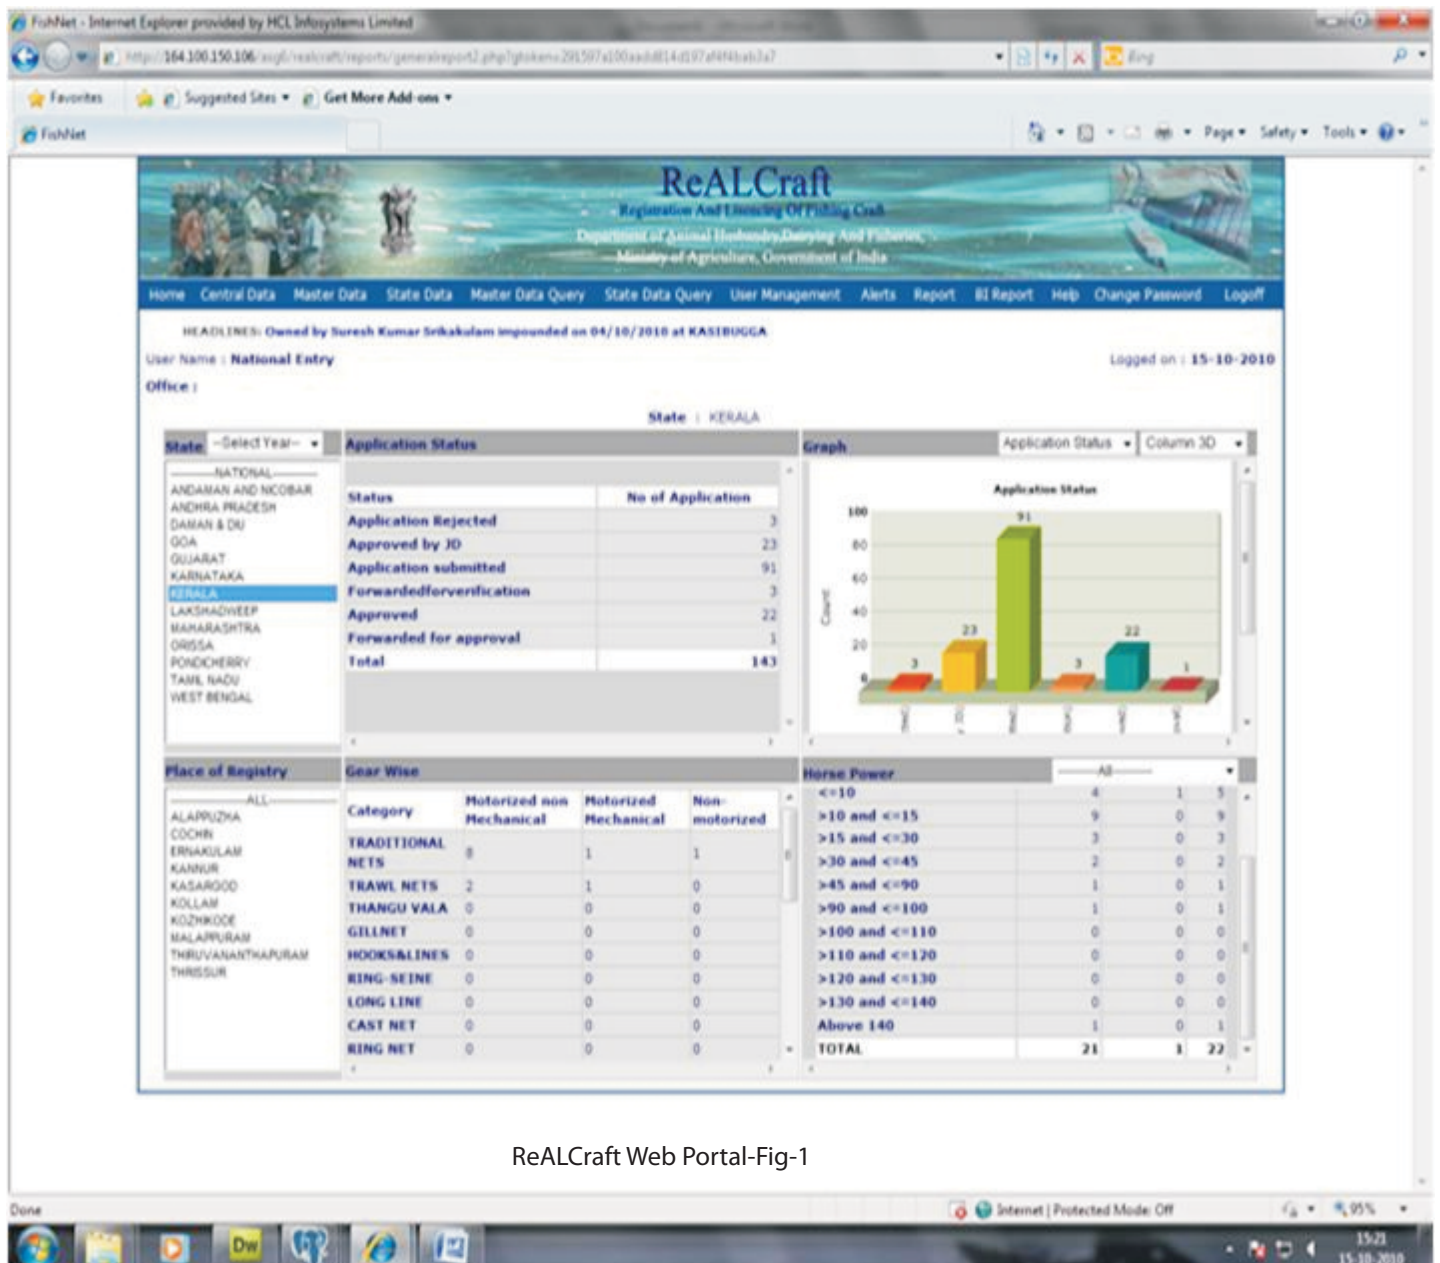 FishNet - Internet Explorer provided by HCL Infosystems Limited
Bing
Favorites Suggested Sites Get More Add-ons
FishNet
Page Safety Tools
ReALCraft
Registration And Licencing Of Fishing Craft
Department of Animal Husbandry,Dairying And Fisheries,
Ministry of Agriculture, Government of India
Home Central Data Master Data State Data Master Data Query State Data Query User Management Alerts Report BI Report Help Change Password Logoff
HEADLINES: Owned by Suresh Kumar Srikakulam impounded on 04/10/2010 at KASIBUGGA
User Name : National Entry Logged on : 15-10-2010
Office :
State : KERALA
State --Select Year--
NATIONAL
ANDAMAN AND NICOBAR
ANDHRA PRADESH
DAMAN & DIU
GOA
GUJARAT
KARNATAKA
KERALA
LAKSHADWEEP
MAHARASHTRA
ORISSA
PONDICHERRY
TAMIL NADU
WEST BENGAL
Application Status
Status No of Application
Application Rejected 3
Approved by JD 23
Application submitted 91
Forwardedforverification 3
Approved 22
Forwarded for approval 1
Total 143
Graph Application Status Column 3D
Application Status
100
80
60
40
20
0
Count
3 23 91 3 22 1
Place of Registry
ALL
ALAPPUZHA
COCHIN
ERNAKULAM
KANNUR
KASARGOD
KOLLAM
KOZHIKODE
MALAPPURAM
THIRUVANANTHAPURAM
THRISSUR
Gear Wise
Category Motorized non Mechanical Motorized Mechanical Non-motorized
TRADITIONAL NETS 8 1 1
TRAWL NETS 2 1 0
THANGU VALA 0 0 0
GILLNET 0 0 0
HOOKS&LINES 0 0 0
RING-SEINE 0 0 0
LONG LINE 0 0 0
CAST NET 0 0 0
RING NET 0 0 0
Horse Power All
<=10 4 1 5
>10 and <=15 9 0 9
>15 and <=30 3 0 3
>30 and <=45 2 0 2
>45 and <=90 1 0 1
>90 and <=100 1 0 1
>100 and <=110 0 0 0
>110 and <=120 0 0 0
>120 and <=130 0 0 0
>130 and <=140 0 0 0
Above 140 1 0 1
TOTAL 21 1 22
ReALCraft Web Portal-Fig-1
Done Internet | Protected Mode: Off 95%
Dw
15:21
15-10-2010